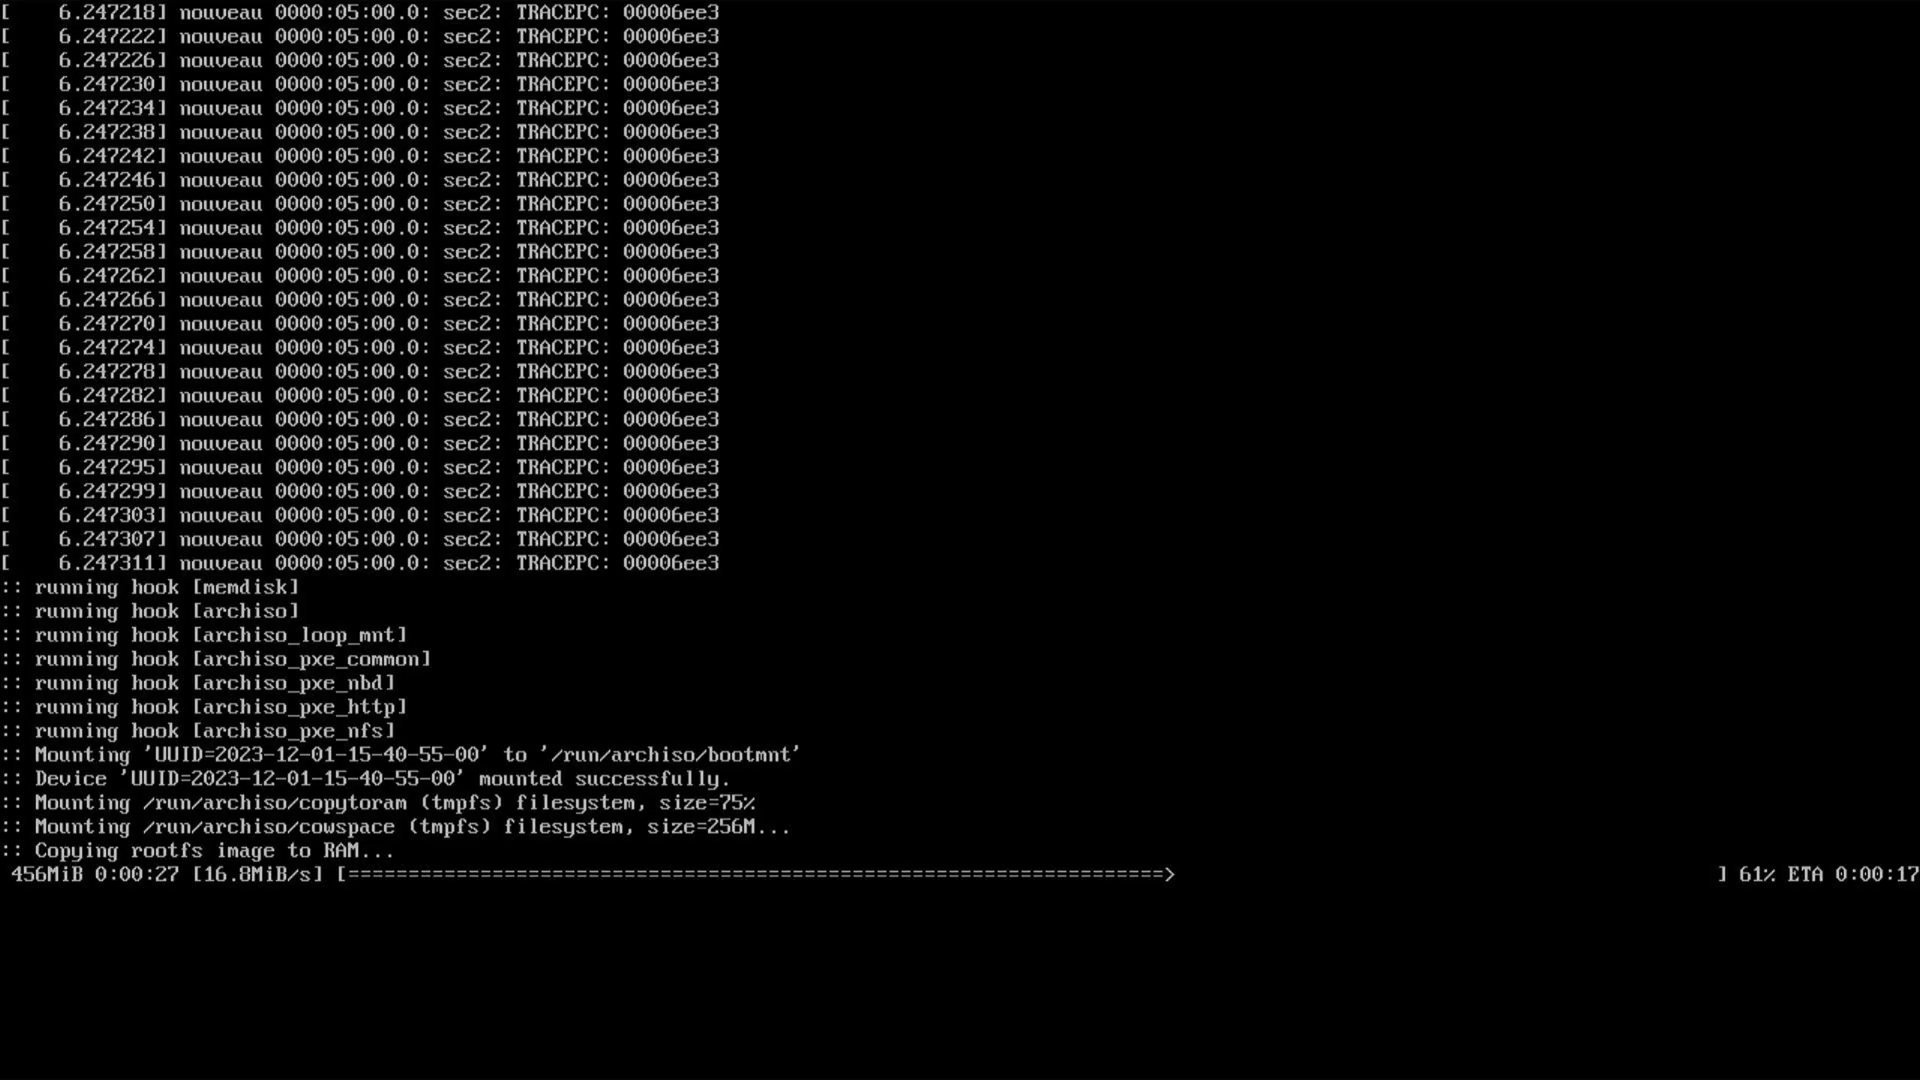 [    6.247218] nouveau 0000:05:00.0: sec2: TRACEPC: 00006ee3
[    6.247222] nouveau 0000:05:00.0: sec2: TRACEPC: 00006ee3
[    6.247226] nouveau 0000:05:00.0: sec2: TRACEPC: 00006ee3
[    6.247230] nouveau 0000:05:00.0: sec2: TRACEPC: 00006ee3
[    6.247234] nouveau 0000:05:00.0: sec2: TRACEPC: 00006ee3
[    6.247238] nouveau 0000:05:00.0: sec2: TRACEPC: 00006ee3
[    6.247242] nouveau 0000:05:00.0: sec2: TRACEPC: 00006ee3
[    6.247246] nouveau 0000:05:00.0: sec2: TRACEPC: 00006ee3
[    6.247250] nouveau 0000:05:00.0: sec2: TRACEPC: 00006ee3
[    6.247254] nouveau 0000:05:00.0: sec2: TRACEPC: 00006ee3
[    6.247258] nouveau 0000:05:00.0: sec2: TRACEPC: 00006ee3
[    6.247262] nouveau 0000:05:00.0: sec2: TRACEPC: 00006ee3
[    6.247266] nouveau 0000:05:00.0: sec2: TRACEPC: 00006ee3
[    6.247270] nouveau 0000:05:00.0: sec2: TRACEPC: 00006ee3
[    6.247274] nouveau 0000:05:00.0: sec2: TRACEPC: 00006ee3
[    6.247278] nouveau 0000:05:00.0: sec2: TRACEPC: 00006ee3
[    6.247282] nouveau 0000:05:00.0: sec2: TRACEPC: 00006ee3
[    6.247286] nouveau 0000:05:00.0: sec2: TRACEPC: 00006ee3
[    6.247290] nouveau 0000:05:00.0: sec2: TRACEPC: 00006ee3
[    6.247295] nouveau 0000:05:00.0: sec2: TRACEPC: 00006ee3
[    6.247299] nouveau 0000:05:00.0: sec2: TRACEPC: 00006ee3
[    6.247303] nouveau 0000:05:00.0: sec2: TRACEPC: 00006ee3
[    6.247307] nouveau 0000:05:00.0: sec2: TRACEPC: 00006ee3
[    6.247311] nouveau 0000:05:00.0: sec2: TRACEPC: 00006ee3
:: running hook [memdisk]
:: running hook [archiso]
:: running hook [archiso_loop_mnt]
:: running hook [archiso_pxe_common]
:: running hook [archiso_pxe_nbd]
:: running hook [archiso_pxe_http]
:: running hook [archiso_pxe_nfs]
:: Mounting 'UUID=2023-12-01-15-40-55-00' to '/run/archiso/bootmnt'
:: Device 'UUID=2023-12-01-15-40-55-00' mounted successfully.
:: Mounting /run/archiso/copytoram (tmpfs) filesystem, size=75%
:: Mounting /run/archiso/cowspace (tmpfs) filesystem, size=256M...
:: Copying rootfs image to RAM...
456MiB 0:00:27 [16.8MiB/s] [====================================================================>                                              ] 61% ETA 0:00:17